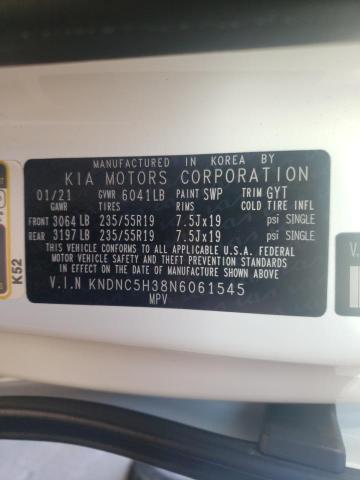 MANUFACTURED IN KOREA BY
KIA MOTORS CORPORATION
01/21 GVWR 6041LB PAINT SWP TRIM GYT
GAWR TIRES RIMS COLD TIRE INFL
FRONT 3064 LB 235/55R19 7.5Jx19 psi SINGLE
REAR 3197 LB 235/55R19 7.5Jx19 psi SINGLE
THIS VEHICLE CONFORMS TO ALL APPLICABLE U.S.A. FEDERAL
MOTOR VEHICLE SAFETY, BUMPER, AND THEFT PREVENTION
STANDARDS IN EFFECT ON THE DATE OF MANUFACTURE SHOWN ABOVE.
V.I.N KNDNC5H38N6061545
MPV
K52
V.